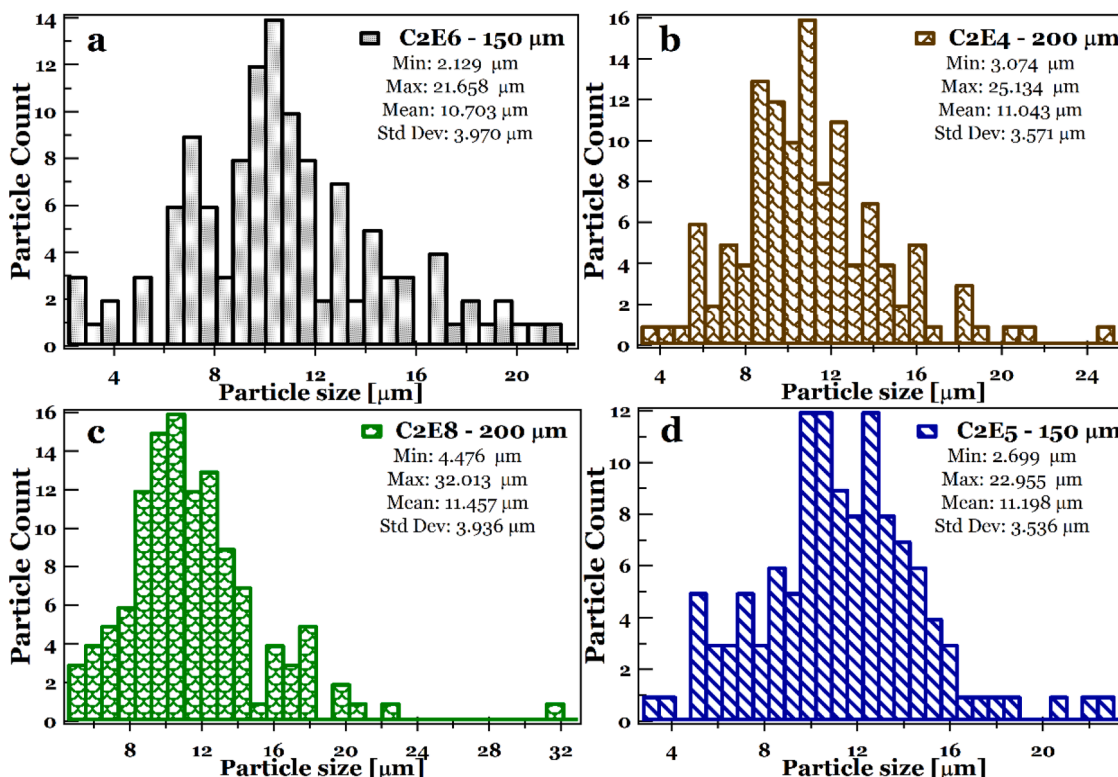 a
C2E6 - 150 μm
Min: 2.129 μm
Max: 21.658 μm
Mean: 10.703 μm
Std Dev: 3.970 μm
Particle Count
14
12
10
8
6
4
2
0
4 8 12 16 20
Particle size [μm]
b
C2E4 - 200 μm
Min: 3.074 μm
Max: 25.134 μm
Mean: 11.043 μm
Std Dev: 3.571 μm
Particle Count
16
14
12
10
8
6
4
2
0
4 8 12 16 20 24
Particle size [μm]
c
C2E8 - 200 μm
Min: 4.476 μm
Max: 32.013 μm
Mean: 11.457 μm
Std Dev: 3.936 μm
Particle Count
16
14
12
10
8
6
4
2
0
8 12 16 20 24 28 32
Particle size [μm]
d
C2E5 - 150 μm
Min: 2.699 μm
Max: 22.955 μm
Mean: 11.198 μm
Std Dev: 3.536 μm
Particle Count
12
10
8
6
4
2
0
4 8 12 16 20
Particle size [μm]